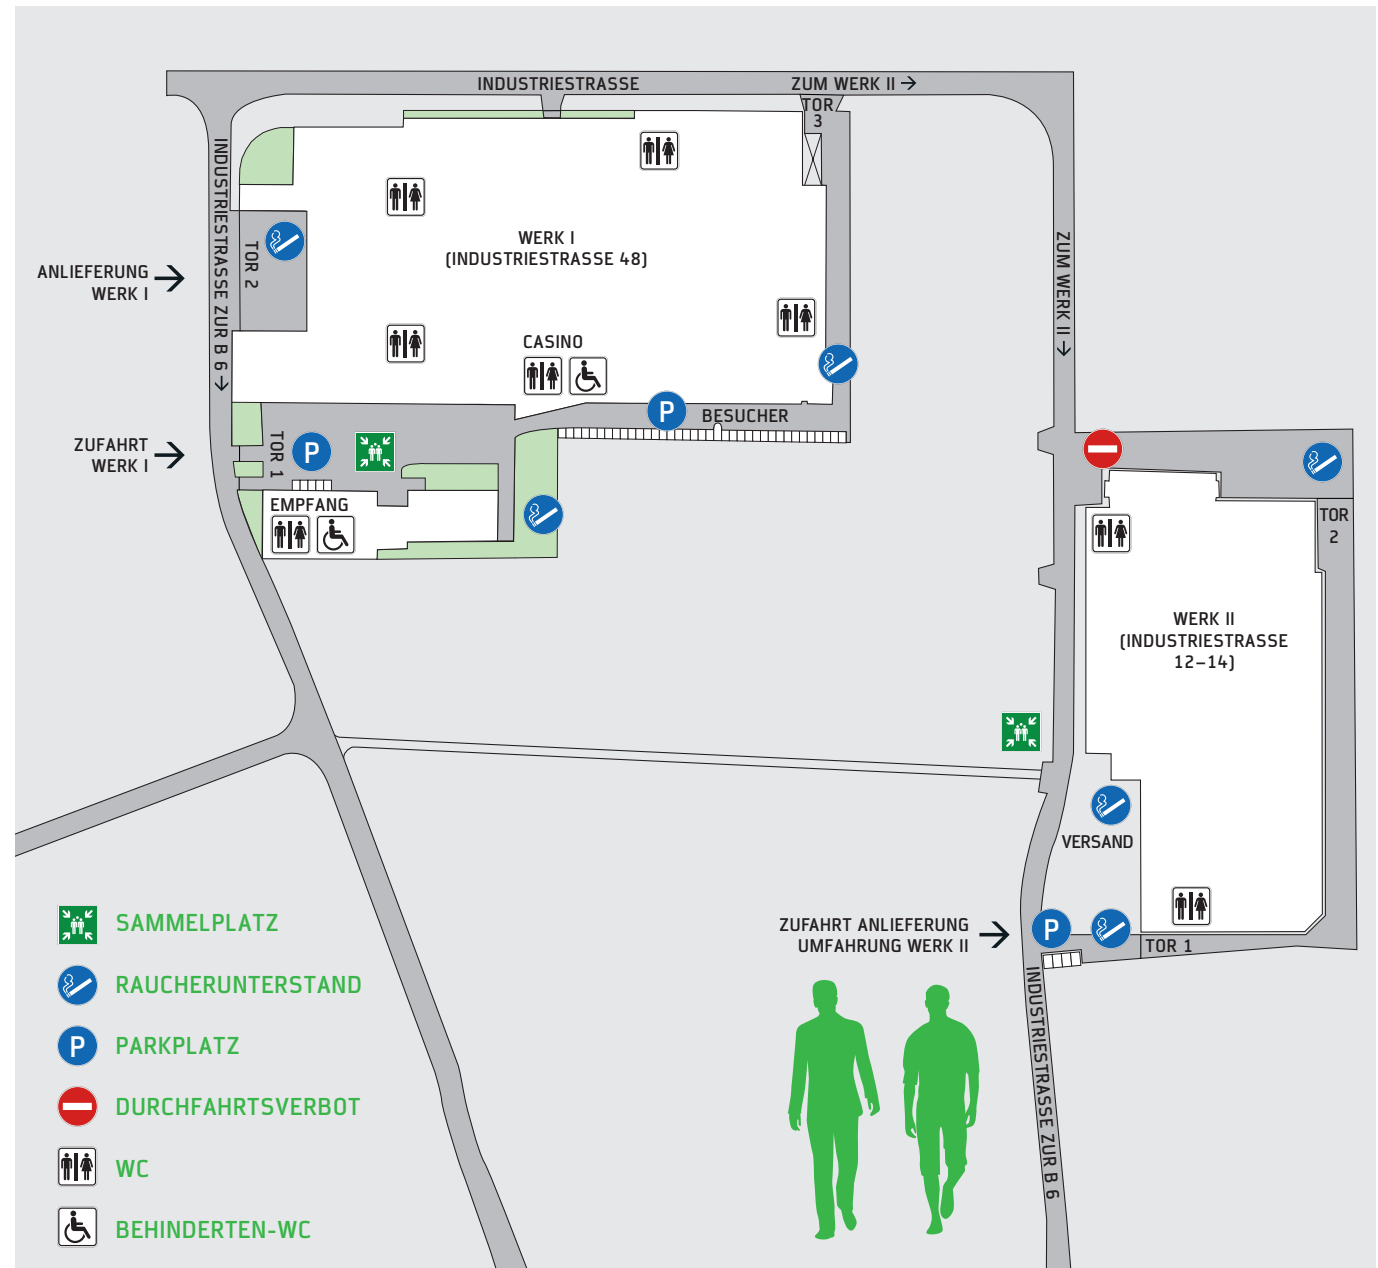 INDUSTRIESTRASSE
ZUM WERK II →
TOR
3
INDUSTRIESTRASSE ZUR B 6 →
TOR 2
ANLIEFERUNG →
WERK I
WERK I
(INDUSTRIESTRASSE 48)
ZUM WERK II →
CASINO
P
BESUCHER
ZUFAHRT →
WERK I
TOR 1
P
EMPFANG
TOR
2
WERK II
(INDUSTRIESTRASSE
12–14)
VERSAND
ZUFAHRT ANLIEFERUNG →
UMFAHRUNG WERK II
P
TOR 1
INDUSTRIESTRASSE ZUR B 6
SAMMELPLATZ
RAUCHERUNTERSTAND
P PARKPLATZ
DURCHFAHRTSVERBOT
WC
BEHINDERTEN-WC